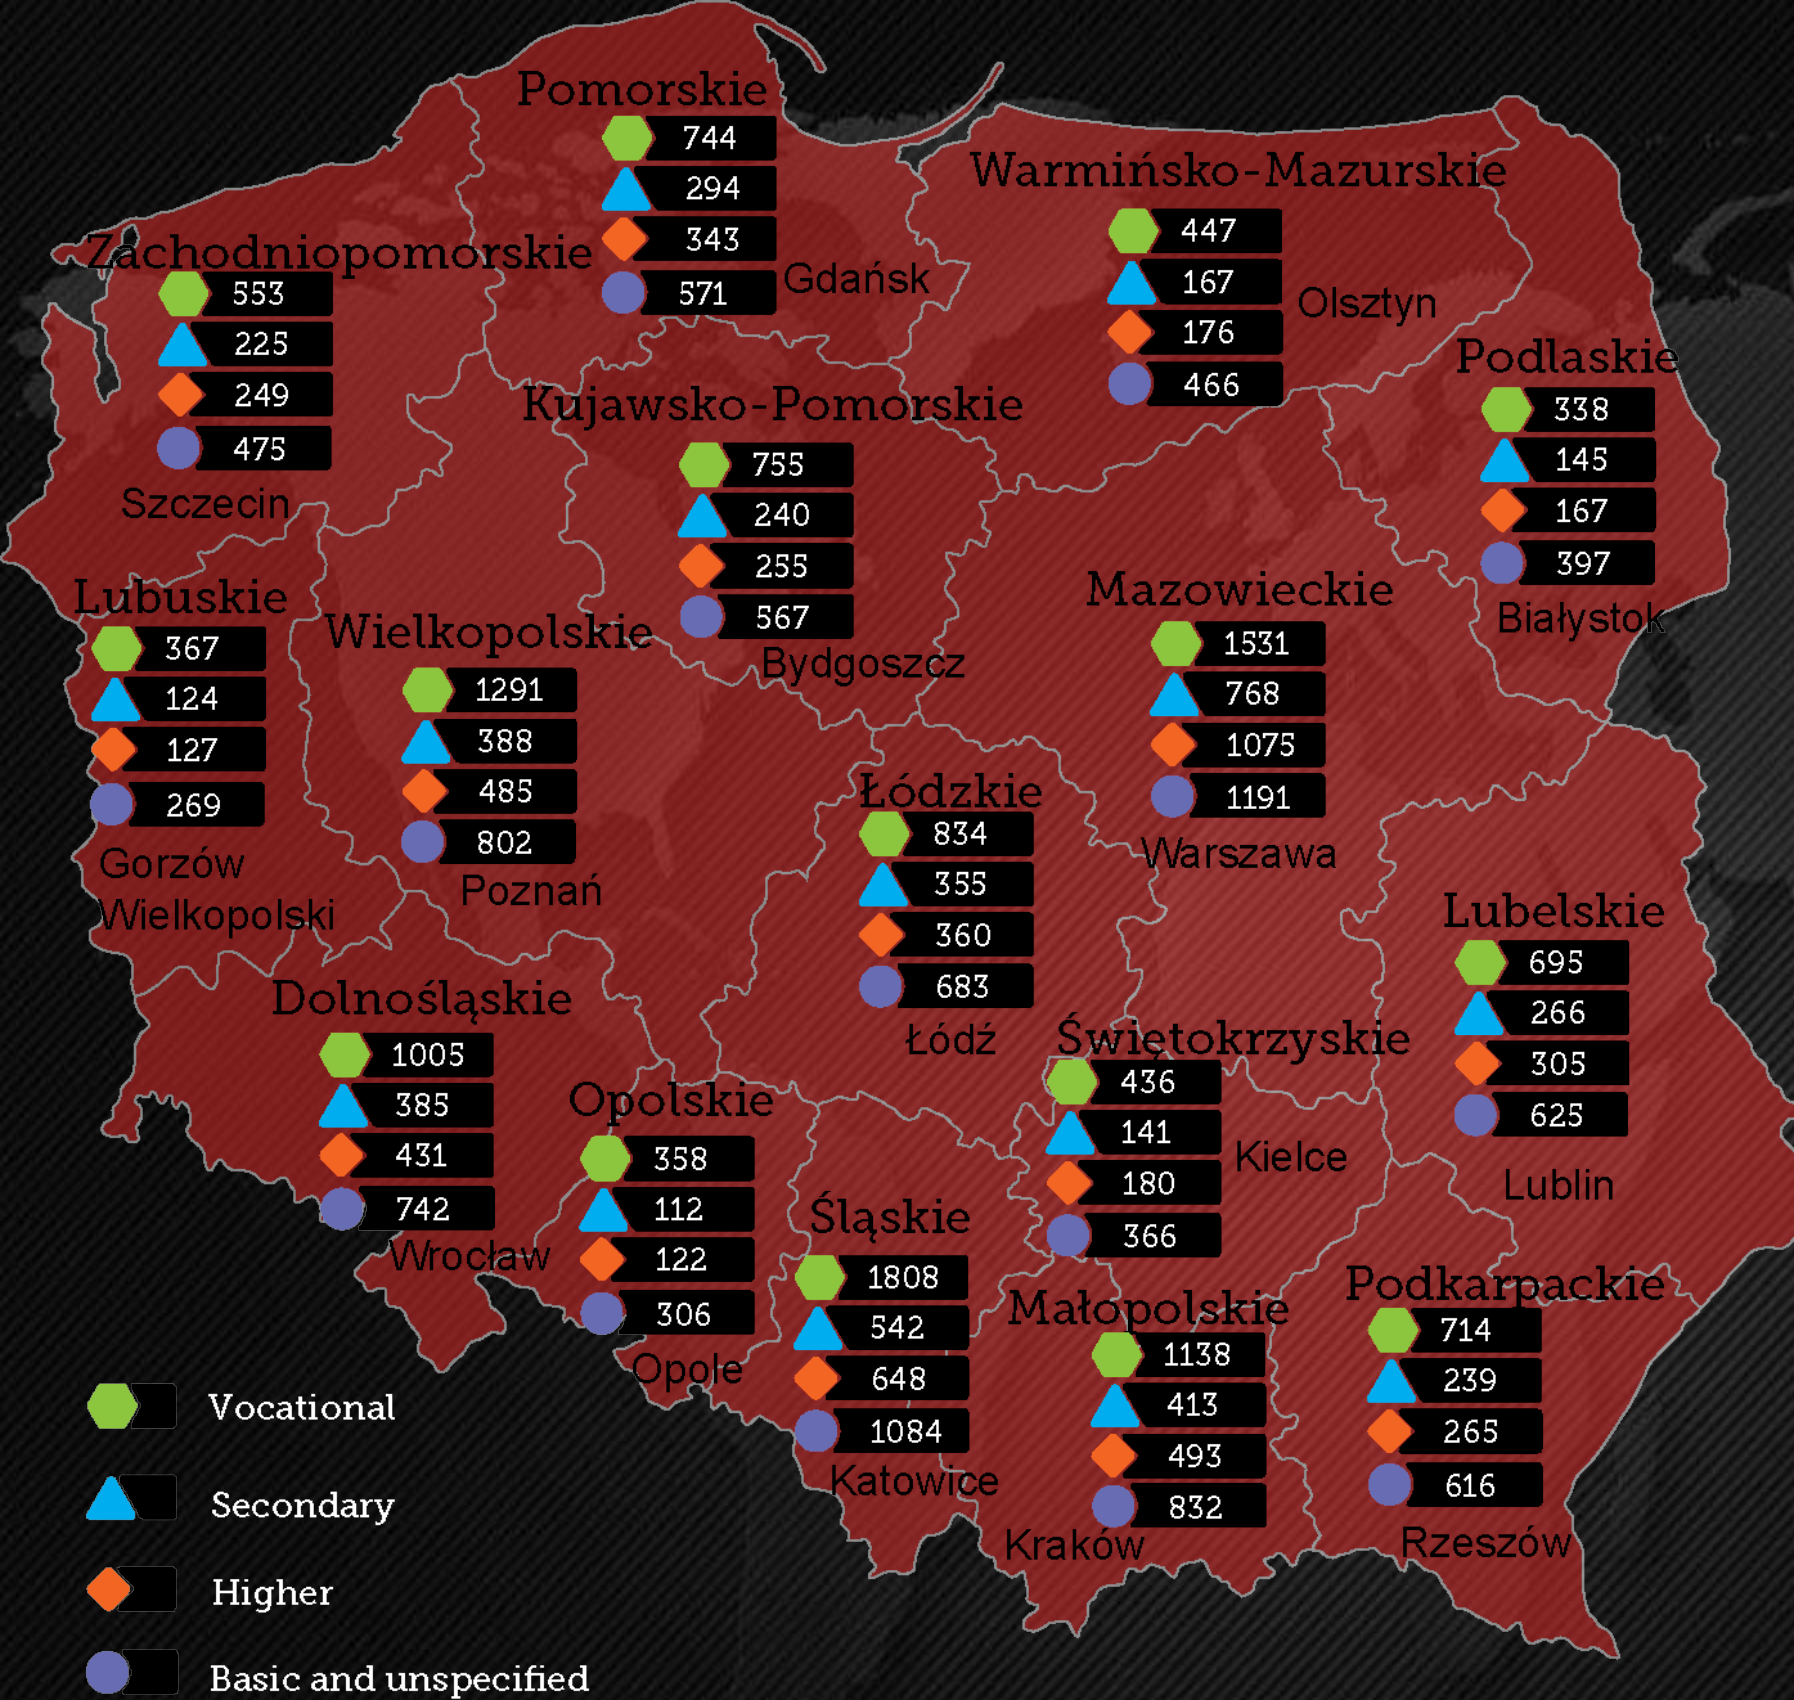 Pomorskie
744
294
343
571
Gdańsk
Warmińsko-Mazurskie
447
167
176
466
Olsztyn
Zachodniopomorskie
553
225
249
475
Szczecin
Podlaskie
338
145
167
397
Białystok
Kujawsko-Pomorskie
755
240
255
567
Bydgoszcz
Lubuskie
367
124
127
269
Gorzów
Wielkopolski
Wielkopolskie
1291
388
485
802
Poznań
Mazowieckie
1531
768
1075
1191
Warszawa
Łódzkie
834
355
360
683
Łódź
Lubelskie
695
266
305
625
Lublin
Dolnośląskie
1005
385
431
742
Wrocław
Opolskie
358
112
122
306
Opole
Świętokrzyskie
436
141
180
366
Kielce
Śląskie
1808
542
648
1084
Katowice
Małopolskie
1138
413
493
832
Kraków
Podkarpackie
714
239
265
616
Rzeszów
Vocational
Secondary
Higher
Basic and unspecified